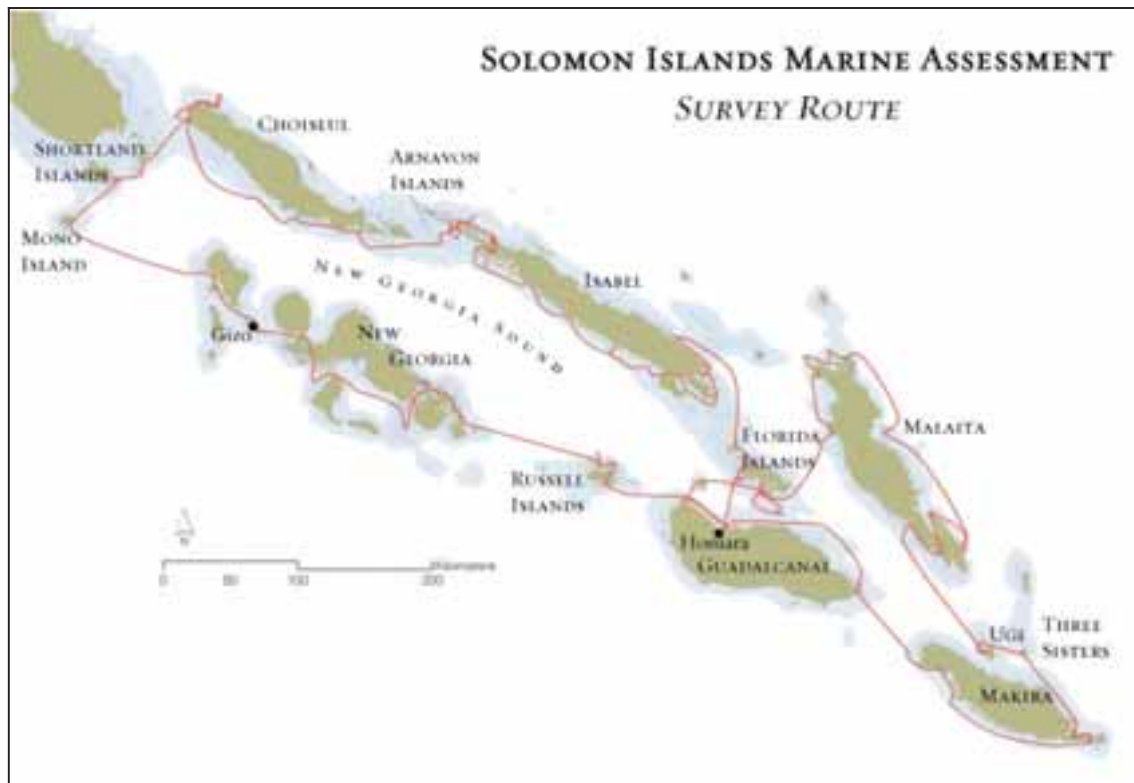 SOLOMON ISLANDS MARINE ASSESSMENT
SURVEY ROUTE
CHOISEUL
SHORTLAND
ISLANDS
ARNAVON
ISLANDS
MONO
ISLAND
NEW GEORGIA SOUND
ISABEL
Gizo
NEW
GEORGIA
MALAITA
FLORIDA
ISLANDS
RUSSELL
ISLANDS
Honiara
GUADALCANAL
0 50 100 200 Kilometers
UGI
THREE
SISTERS
MAKIRA